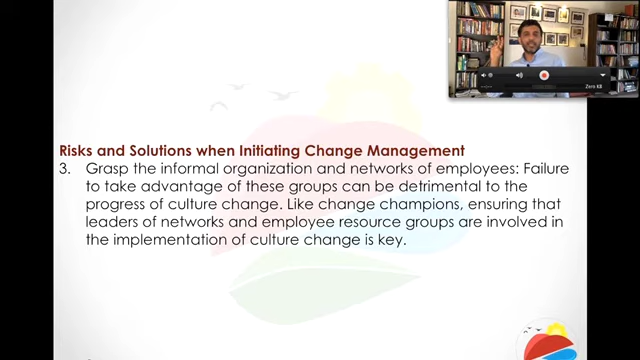 Risks and Solutions when Initiating Change Management
3. Grasp the informal organization and networks of employees: Failure
to take advantage of these groups can be detrimental to the
progress of culture change. Like change champions, ensuring that
leaders of networks and employee resource groups are involved in
the implementation of culture change is key.